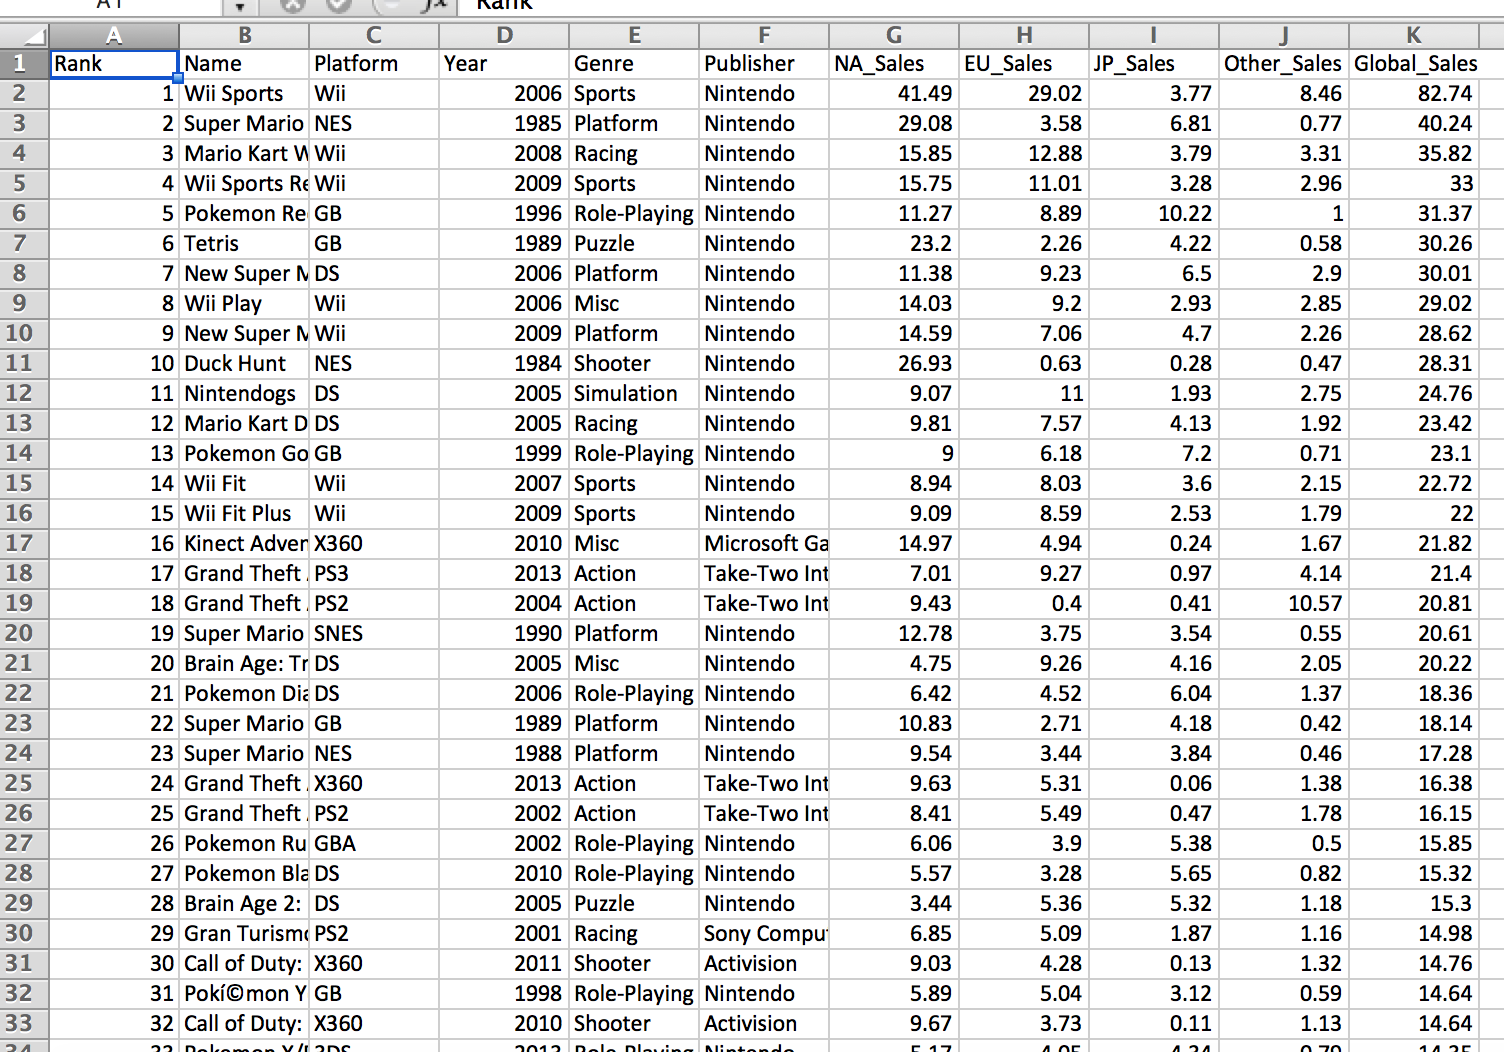 A1 fx Rank
A B C D E F G H I J K
1 Rank Name Platform Year Genre Publisher NA_Sales EU_Sales JP_Sales Other_Sales Global_Sales
2 1 Wii Sports Wii 2006 Sports Nintendo 41.49 29.02 3.77 8.46 82.74
3 2 Super Mario NES 1985 Platform Nintendo 29.08 3.58 6.81 0.77 40.24
4 3 Mario Kart W Wii 2008 Racing Nintendo 15.85 12.88 3.79 3.31 35.82
5 4 Wii Sports Re Wii 2009 Sports Nintendo 15.75 11.01 3.28 2.96 33
6 5 Pokemon Re GB 1996 Role-Playing Nintendo 11.27 8.89 10.22 1 31.37
7 6 Tetris GB 1989 Puzzle Nintendo 23.2 2.26 4.22 0.58 30.26
8 7 New Super M DS 2006 Platform Nintendo 11.38 9.23 6.5 2.9 30.01
9 8 Wii Play Wii 2006 Misc Nintendo 14.03 9.2 2.93 2.85 29.02
10 9 New Super M Wii 2009 Platform Nintendo 14.59 7.06 4.7 2.26 28.62
11 10 Duck Hunt NES 1984 Shooter Nintendo 26.93 0.63 0.28 0.47 28.31
12 11 Nintendogs DS 2005 Simulation Nintendo 9.07 11 1.93 2.75 24.76
13 12 Mario Kart D DS 2005 Racing Nintendo 9.81 7.57 4.13 1.92 23.42
14 13 Pokemon Go GB 1999 Role-Playing Nintendo 9 6.18 7.2 0.71 23.1
15 14 Wii Fit Wii 2007 Sports Nintendo 8.94 8.03 3.6 2.15 22.72
16 15 Wii Fit Plus Wii 2009 Sports Nintendo 9.09 8.59 2.53 1.79 22
17 16 Kinect Adven X360 2010 Misc Microsoft Ga 14.97 4.94 0.24 1.67 21.82
18 17 Grand Theft PS3 2013 Action Take-Two Int 7.01 9.27 0.97 4.14 21.4
19 18 Grand Theft PS2 2004 Action Take-Two Int 9.43 0.4 0.41 10.57 20.81
20 19 Super Mario SNES 1990 Platform Nintendo 12.78 3.75 3.54 0.55 20.61
21 20 Brain Age: Tr DS 2005 Misc Nintendo 4.75 9.26 4.16 2.05 20.22
22 21 Pokemon Dia DS 2006 Role-Playing Nintendo 6.42 4.52 6.04 1.37 18.36
23 22 Super Mario GB 1989 Platform Nintendo 10.83 2.71 4.18 0.42 18.14
24 23 Super Mario NES 1988 Platform Nintendo 9.54 3.44 3.84 0.46 17.28
25 24 Grand Theft X360 2013 Action Take-Two Int 9.63 5.31 0.06 1.38 16.38
26 25 Grand Theft PS2 2002 Action Take-Two Int 8.41 5.49 0.47 1.78 16.15
27 26 Pokemon Ru GBA 2002 Role-Playing Nintendo 6.06 3.9 5.38 0.5 15.85
28 27 Pokemon Bla DS 2010 Role-Playing Nintendo 5.57 3.28 5.65 0.82 15.32
29 28 Brain Age 2: DS 2005 Puzzle Nintendo 3.44 5.36 5.32 1.18 15.3
30 29 Gran Turismo PS2 2001 Racing Sony Comput 6.85 5.09 1.87 1.16 14.98
31 30 Call of Duty: X360 2011 Shooter Activision 9.03 4.28 0.13 1.32 14.76
32 31 Pokí©mon Y GB 1998 Role-Playing Nintendo 5.89 5.04 3.12 0.59 14.64
33 32 Call of Duty: X360 2010 Shooter Activision 9.67 3.73 0.11 1.13 14.64
34 33 Pokemon X/ 3DS 2013 Role-Playing Nintendo 5.17 4.05 4.34 0.79 14.35